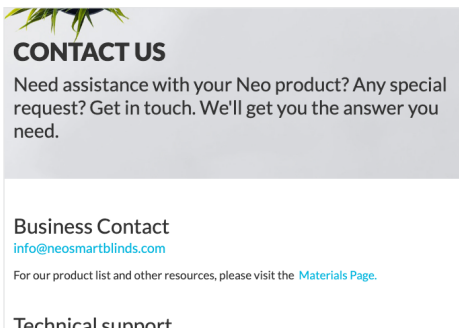 CONTACT US
Need assistance with your Neo product? Any special
request? Get in touch. We'll get you the answer you
need.
Business Contact
info@neosmartblinds.com
For our product list and other resources, please visit the Materials Page.
Technical support